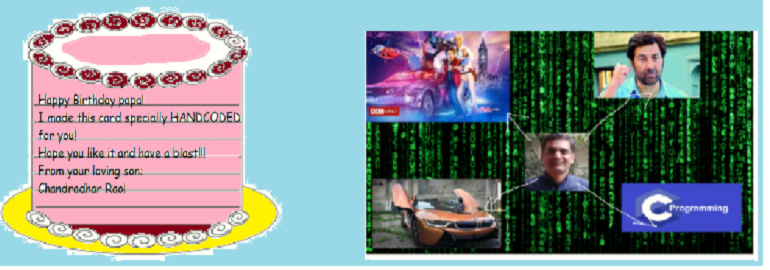 Happy Birthday papa!
I made this card specially HANDCODED
for you!
Hope you like it and have a blast!!!
From your loving son:
Chandradhar Rao!
BBC
C Programming